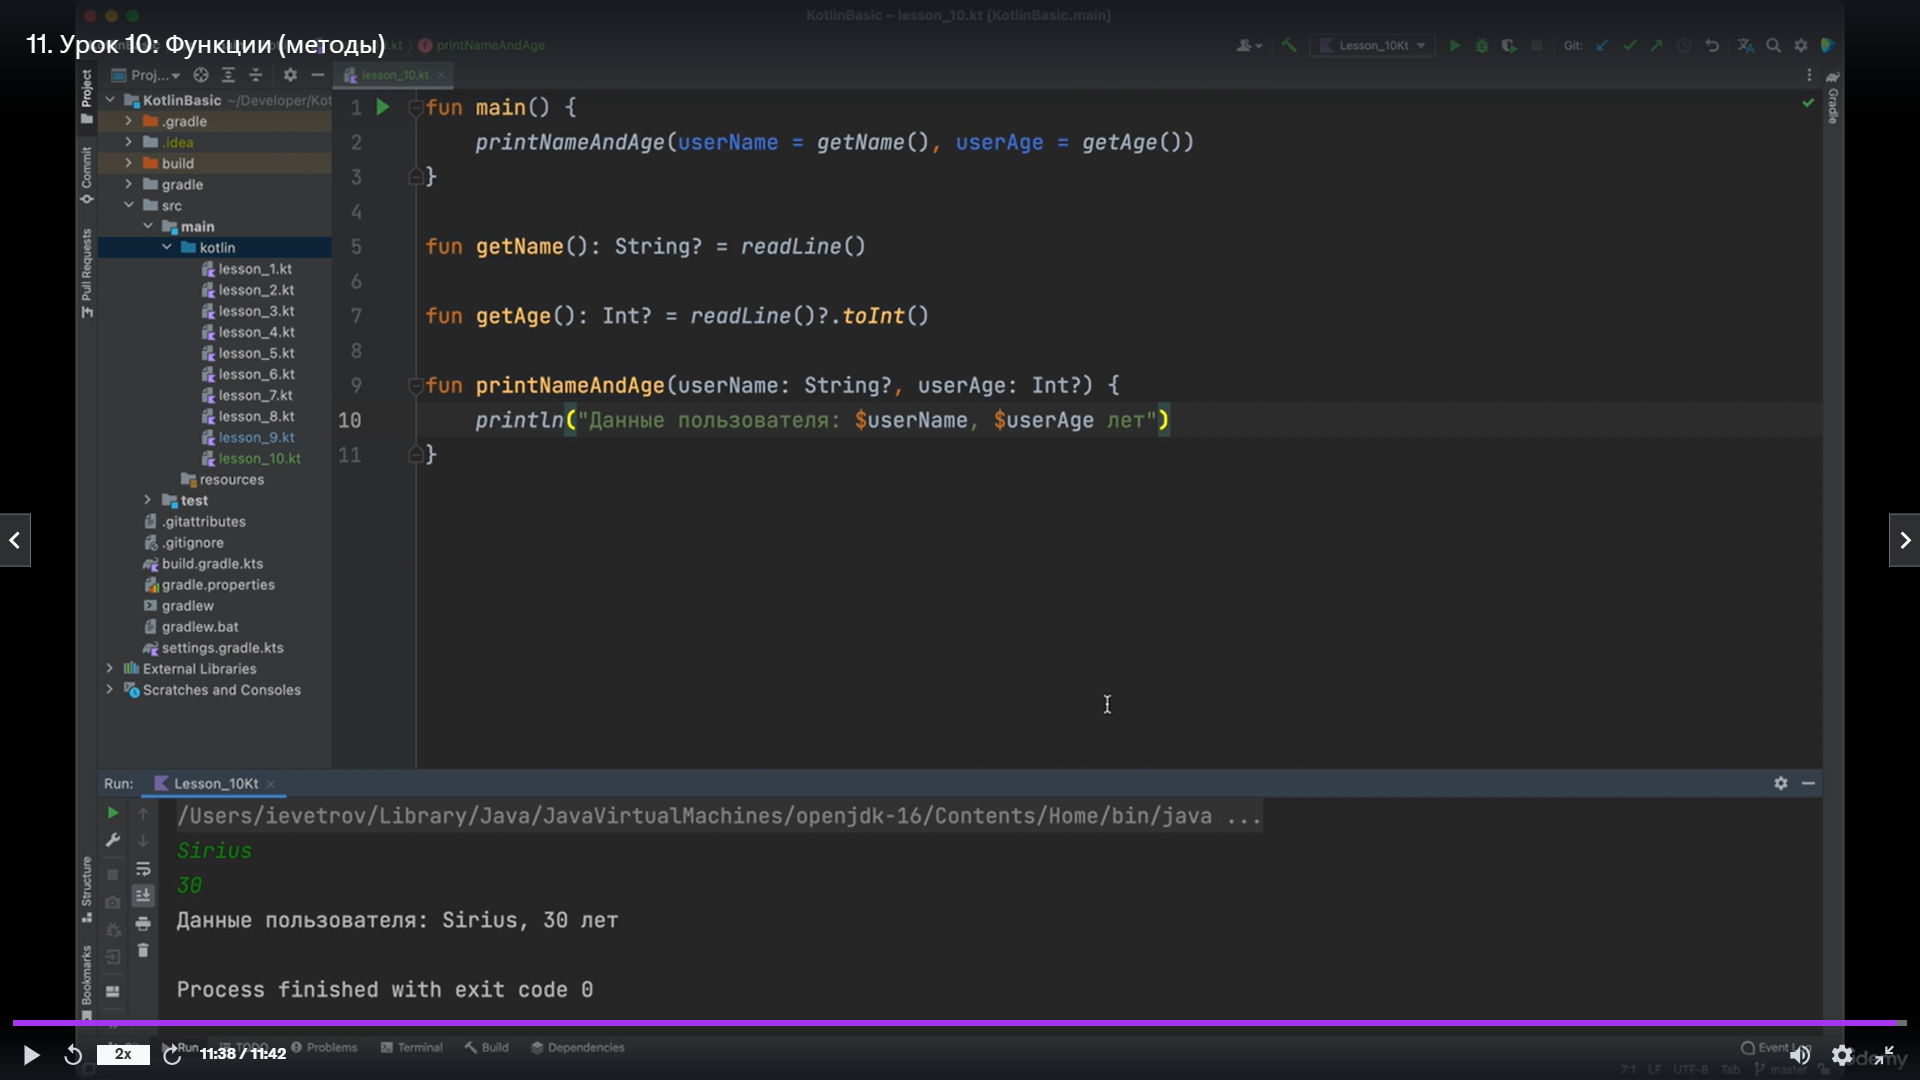 KotlinBasic – lesson_10.kt [KotlinBasic.main]
11. Урок 10: Функции (методы)
.kt
printNameAndAge
Lesson_10Kt
Git:
Proj...
lesson_10.kt
Project
Commit
Pull Requests
Structure
Bookmarks
Gradle
KotlinBasic ~/Developer/Kot
.gradle
.idea
build
gradle
src
main
kotlin
lesson_1.kt
lesson_2.kt
lesson_3.kt
lesson_4.kt
lesson_5.kt
lesson_6.kt
lesson_7.kt
lesson_8.kt
lesson_9.kt
lesson_10.kt
resources
test
.gitattributes
.gitignore
build.gradle.kts
gradle.properties
gradlew
gradlew.bat
settings.gradle.kts
External Libraries
Scratches and Consoles
1 fun main() {
2 printNameAndAge(userName = getName(), userAge = getAge())
3 }
4
5 fun getName(): String? = readLine()
6
7 fun getAge(): Int? = readLine()?.toInt()
8
9 fun printNameAndAge(userName: String?, userAge: Int?) {
10 println("Данные пользователя: $userName, $userAge лет")
11 }
Run: Lesson_10Kt
/Users/ievetrov/Library/Java/JavaVirtualMachines/openjdk-16/Contents/Home/bin/java ...
Sirius
30
Данные пользователя: Sirius, 30 лет
Process finished with exit code 0
2x
Run
TODO
11:38 / 11:42
Problems
Terminal
Build
Dependencies
Event Log
7:1 LF UTF-8 Tab master